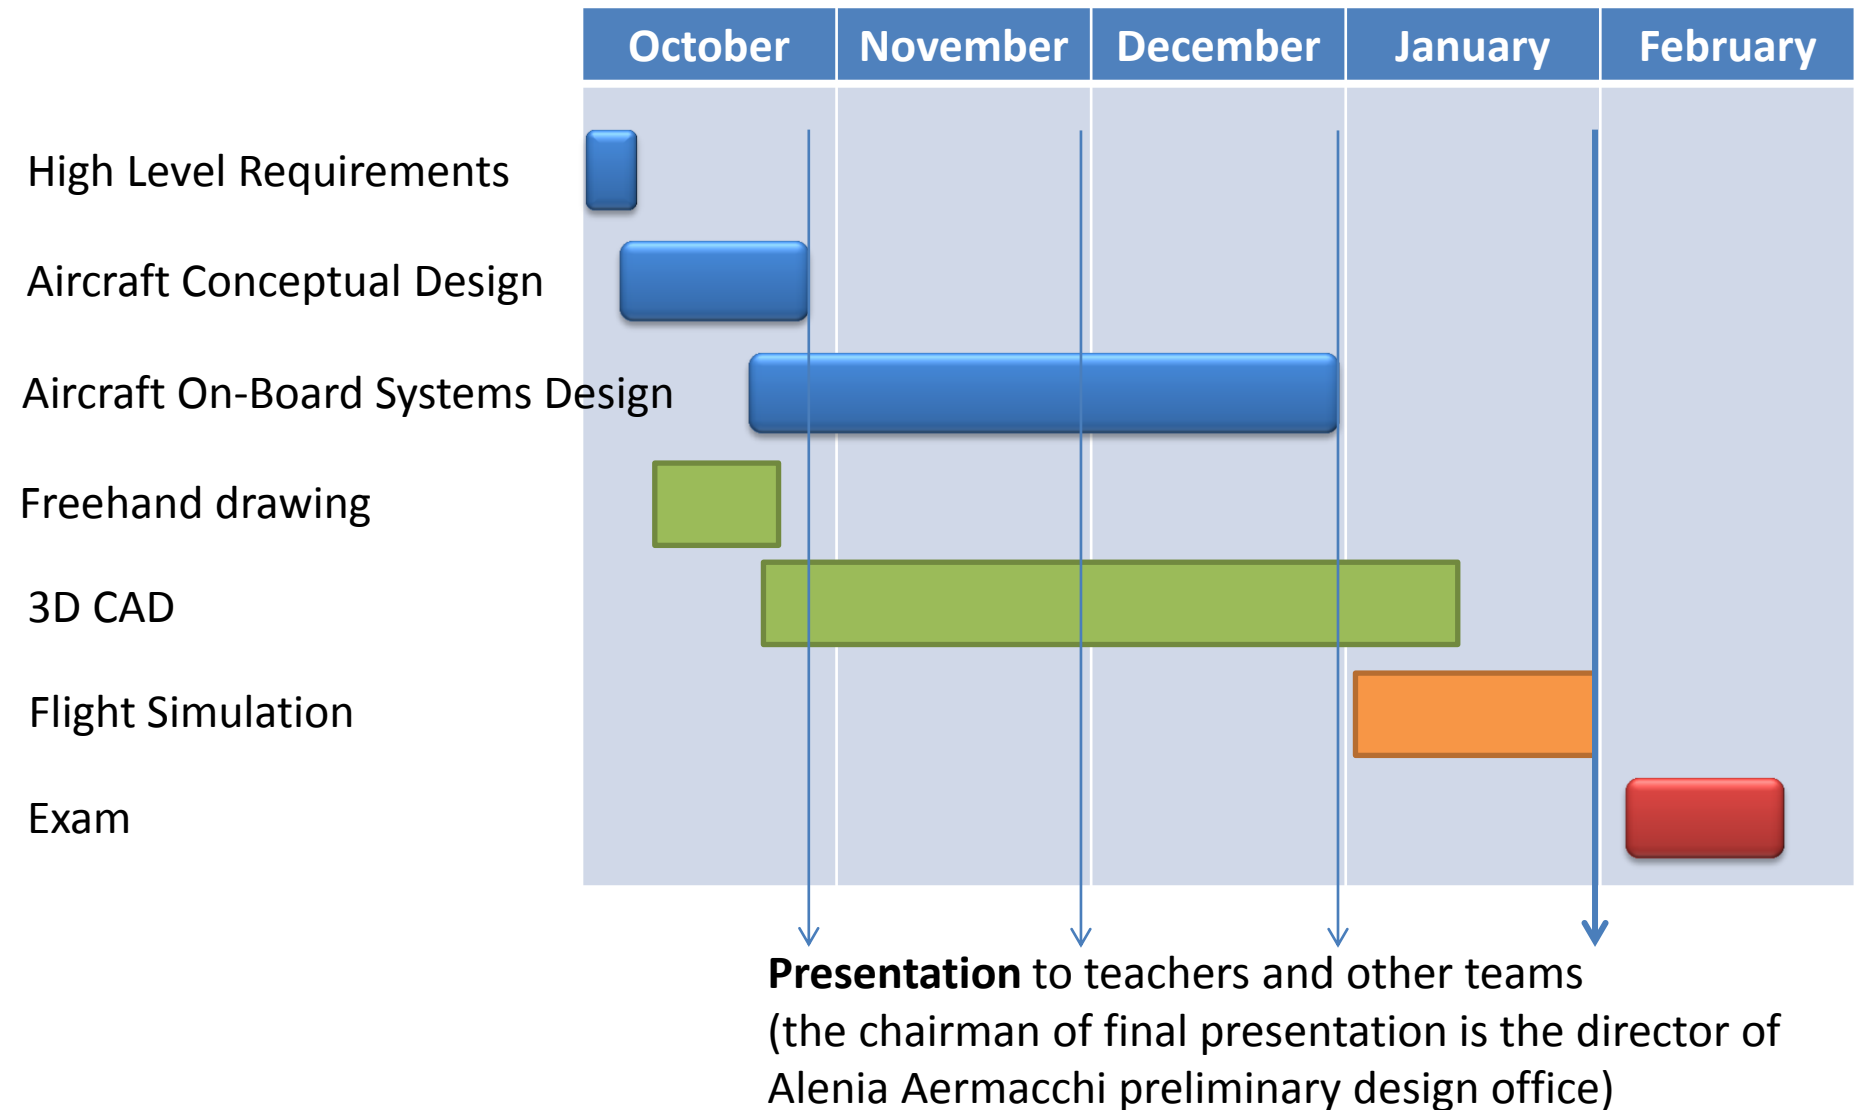 October November December January February
High Level Requirements
Aircraft Conceptual Design
Aircraft On-Board Systems Design
Freehand drawing
3D CAD
Flight Simulation
Exam
Presentation to teachers and other teams
(the chairman of final presentation is the director of
Alenia Aermacchi preliminary design office)